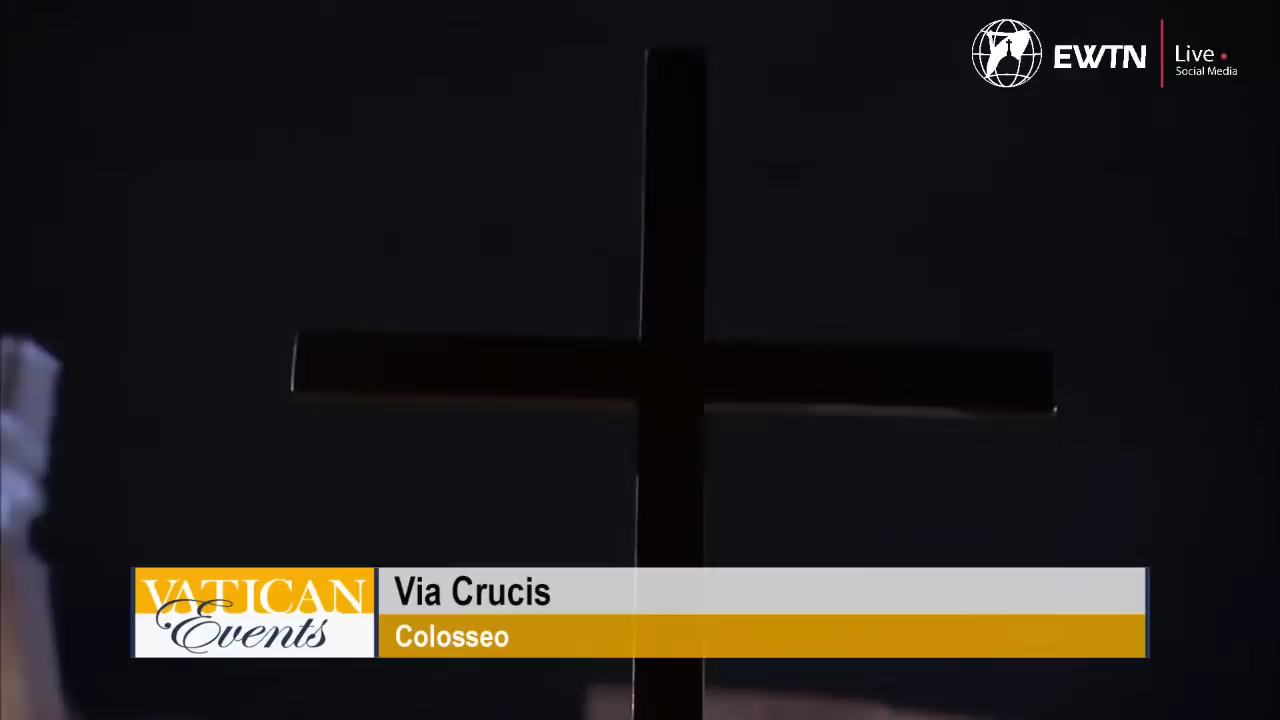 EWTN
Live
Social Media
VATICAN
Events
Via Crucis
Colosseo